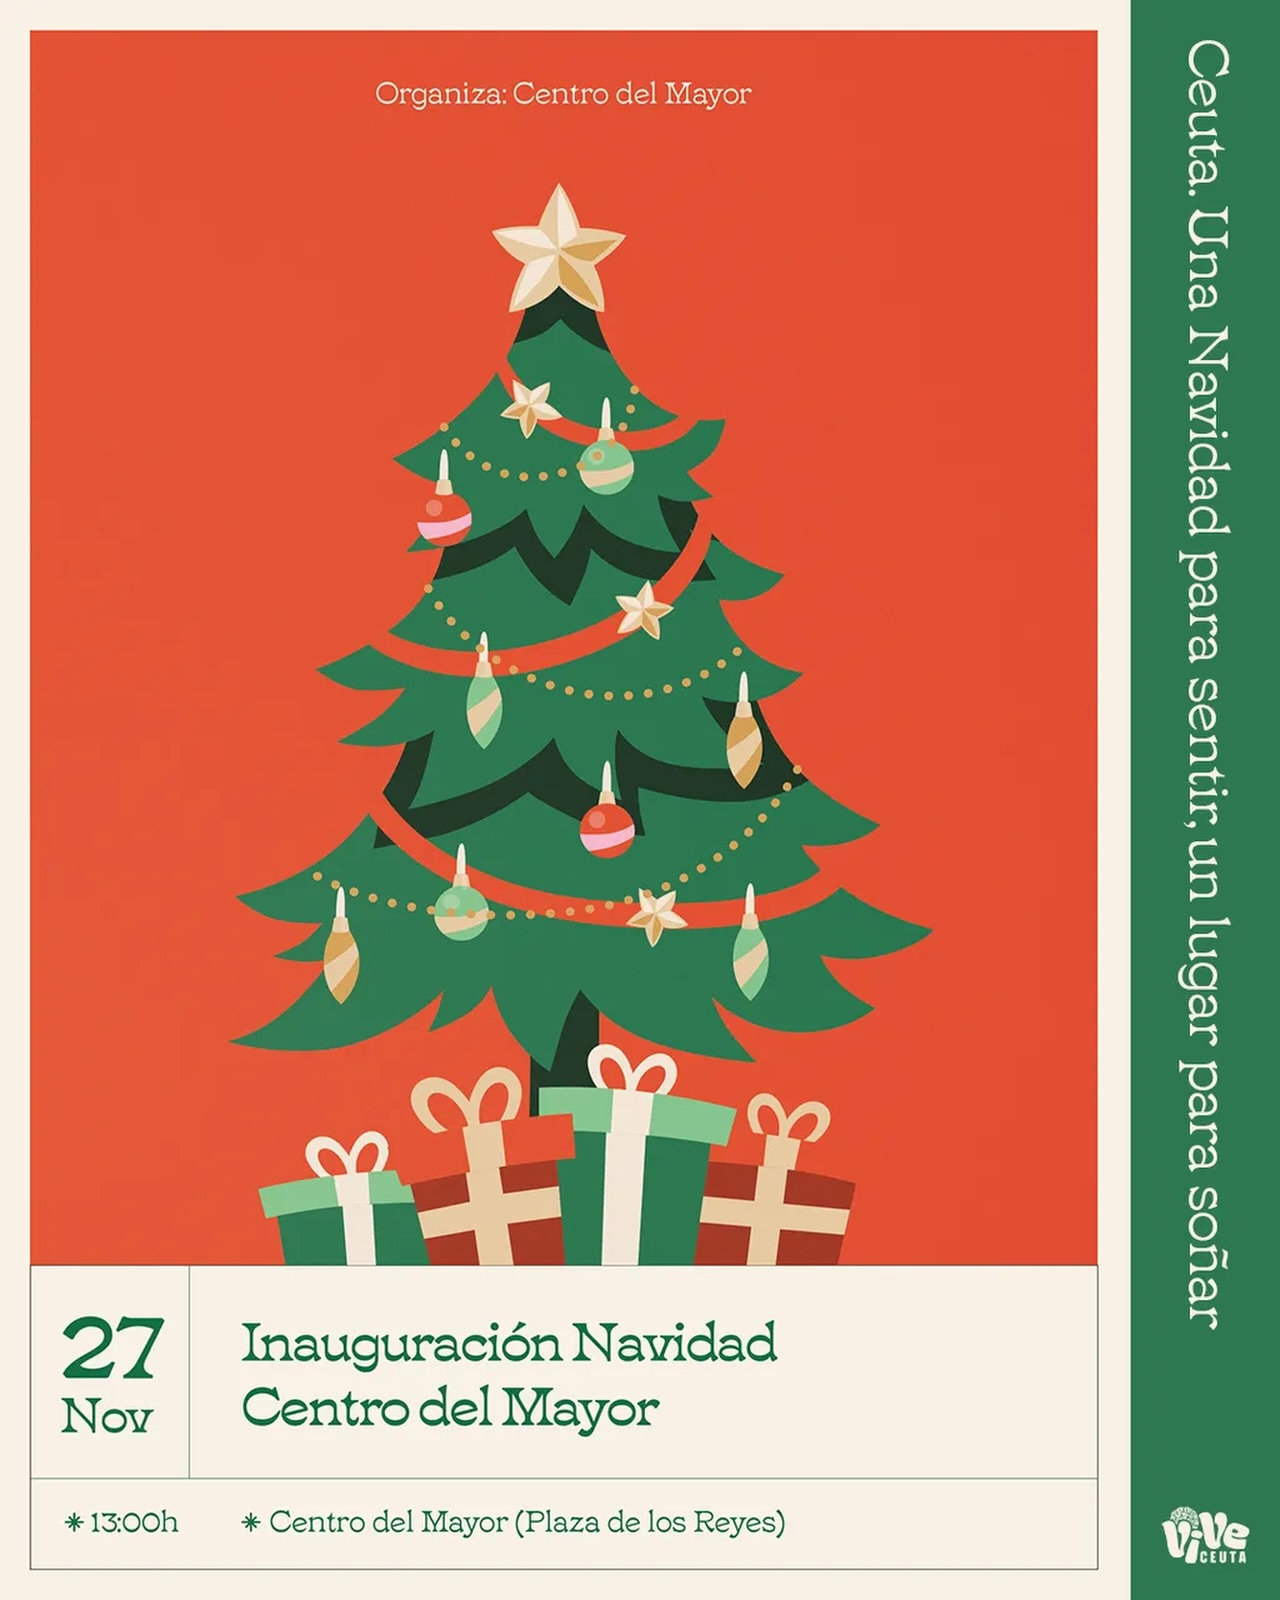 Organiza: Centro del Mayor
27
Nov
Inauguración Navidad
Centro del Mayor
✳ 13:00h
✳ Centro del Mayor (Plaza de los Reyes)
Ceuta. Una Navidad para sentir, un lugar para soñar
ViVe
CEUTA